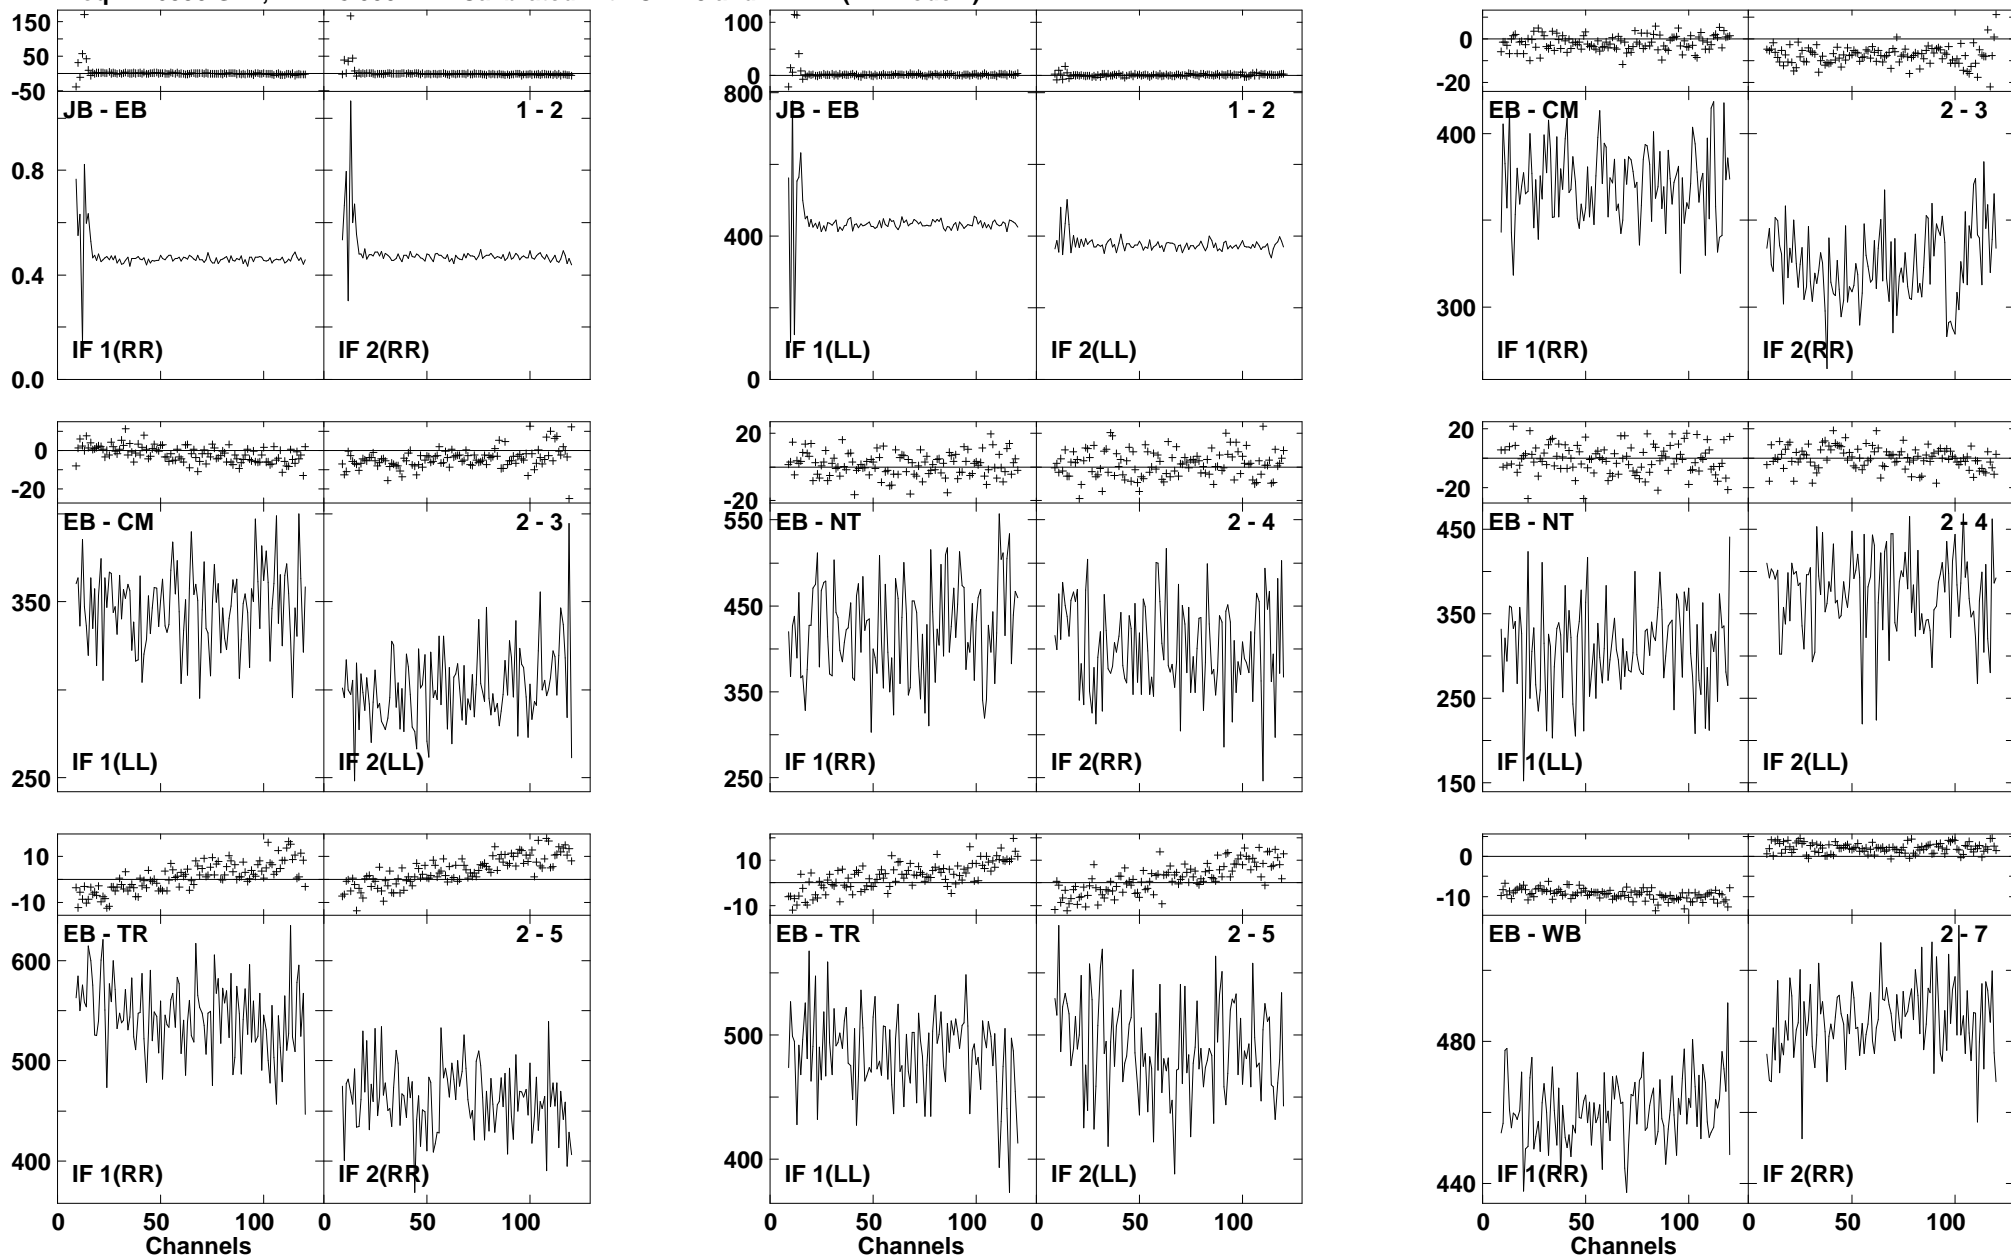 150
50
-50
JB - EB
1 - 2
0.8
0.4
0.0
IF 1(RR)
IF 2(RR)
100
0
800
JB - EB
1 - 2
400
0
IF 1(LL)
IF 2(LL)
0
-20
EB - CM
2 - 3
400
300
IF 1(RR)
IF 2(RR)
0
-20
EB - CM
2 - 3
350
250
IF 1(LL)
IF 2(LL)
20
0
-20
550
EB - NT
2 - 4
450
350
250
IF 1(RR)
IF 2(RR)
20
0
-20
EB - NT
2 - 4
450
350
250
150
IF 1(LL)
IF 2(LL)
10
-10
EB - TR
2 - 5
600
500
400
IF 1(RR)
IF 2(RR)
0 50 100 0 50 100
Channels
10
-10
EB - TR
2 - 5
500
400
IF 1(LL)
IF 2(LL)
0 50 100 0 50 100
Channels
0
-10
EB - WB
2 - 7
480
440
IF 1(RR)
IF 2(RR)
0 50 100 0 50 100
Channels